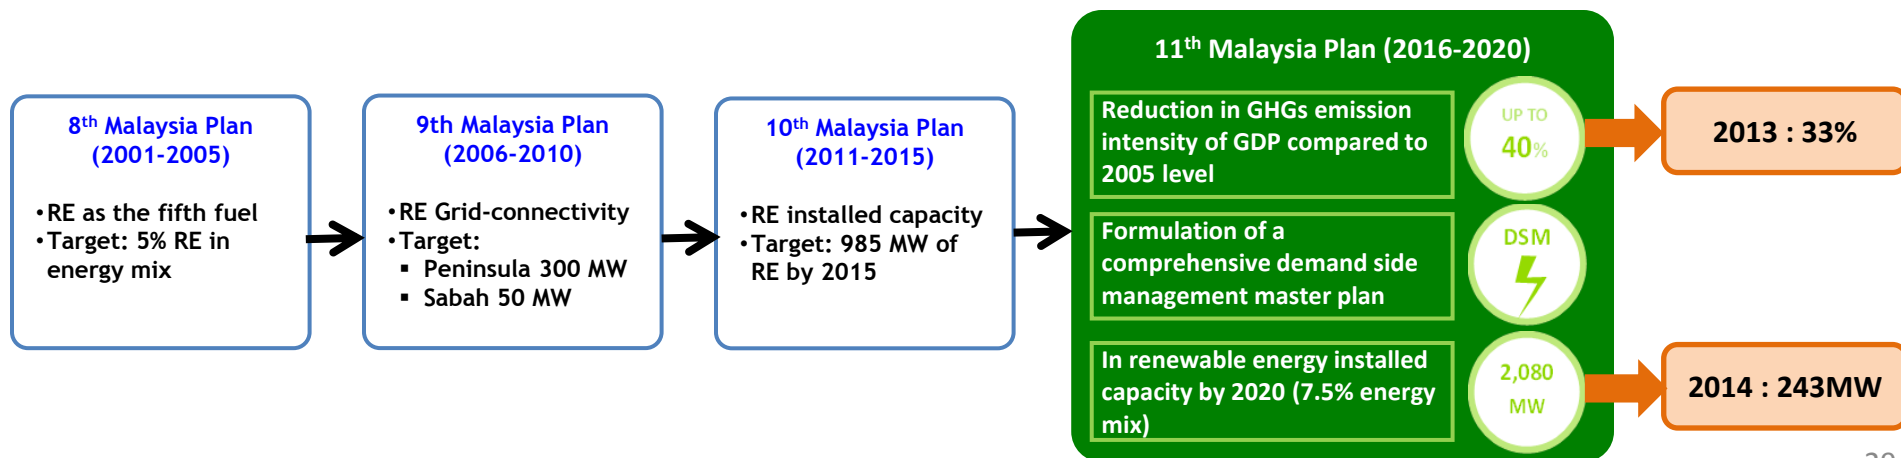 8th Malaysia Plan
(2001-2005)
•RE as the fifth fuel
•Target: 5% RE in
energy mix
9th Malaysia Plan
(2006-2010)
•RE Grid-connectivity
•Target:
▪ Peninsula 300 MW
▪ Sabah 50 MW
10th Malaysia Plan
(2011-2015)
•RE installed capacity
•Target: 985 MW of
RE by 2015
11th Malaysia Plan (2016-2020)
Reduction in GHGs emission
intensity of GDP compared to
2005 level
UP TO
40%
2013 : 33%
Formulation of a
comprehensive demand side
management master plan
DSM
In renewable energy installed
capacity by 2020 (7.5% energy
mix)
2,080
MW
2014 : 243MW